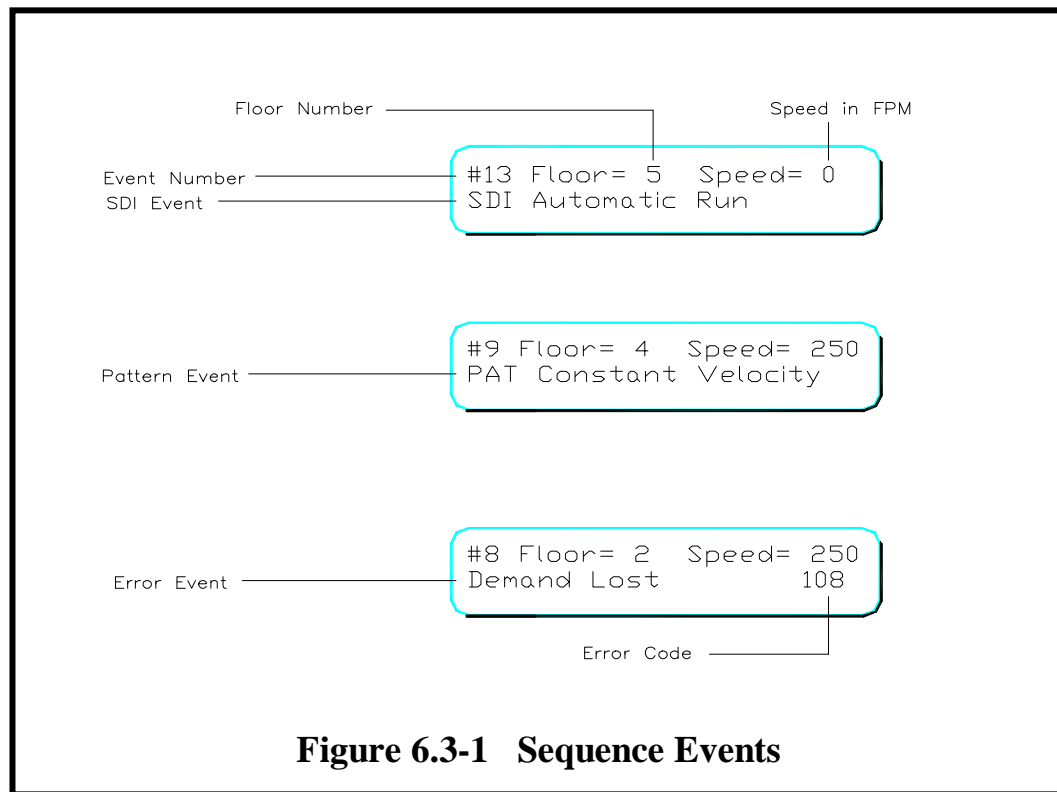 Floor Number
Speed in FPM
Event Number
#13 Floor= 5 Speed= 0
SDI Event
SDI Automatic Run
#9 Floor= 4 Speed= 250
Pattern Event
PAT Constant Velocity
#8 Floor= 2 Speed= 250
Error Event
Demand Lost 108
Error Code
Figure 6.3-1 Sequence Events